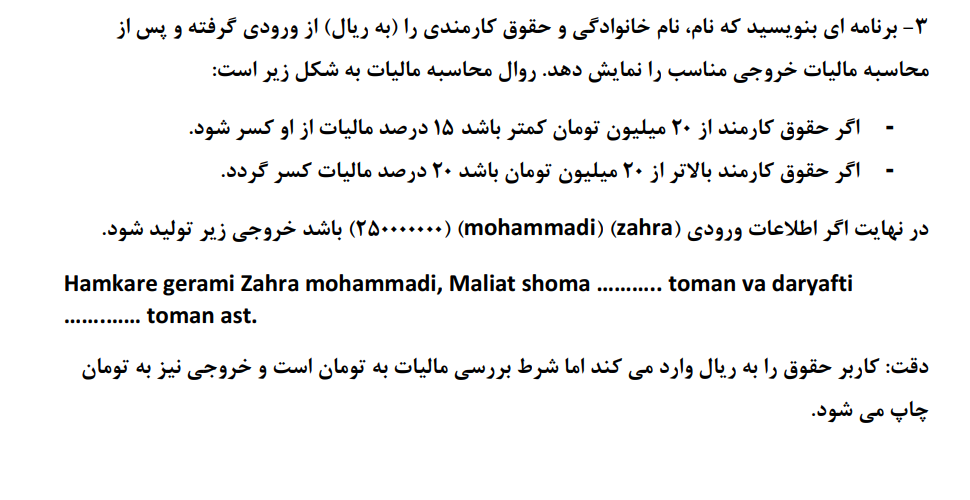 ۳- برنامه ای بنویسید که نام، نام خانوادگی و حقوق کارمندی را (به ریال) از ورودی گرفته و پس از
محاسبه مالیات خروجی مناسب را نمایش دهد. روال محاسبه مالیات به شکل زیر است:
- اگر حقوق کارمند از ۲۰ میلیون تومان کمتر باشد ۱۵ درصد مالیات از او کسر شود.
- اگر حقوق کارمند بالاتر از ۲۰ میلیون تومان باشد ۲۰ درصد مالیات کسر گردد.
در نهایت اگر اطلاعات ورودی (zahra) (mohammadi) (۲۵۰۰۰۰۰۰۰) باشد خروجی زیر تولید شود.
Hamkare gerami Zahra mohammadi, Maliat shoma ……….. toman va daryafti
…………. toman ast.
دقت: کاربر حقوق را به ریال وارد می کند اما شرط بررسی مالیات به تومان است و خروجی نیز به تومان
چاپ می شود.